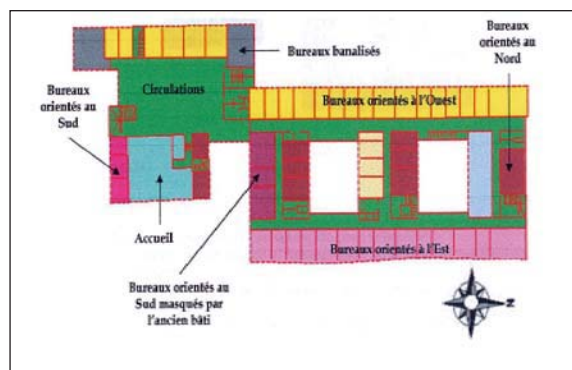 Bureaux
orientés au
Nord
Bureaux banalisés
Bureaux
orientés au
Sud
Circulations
Bureaux orientés à l'Ouest
Accueil
Bureaux orientés à l'Est
Bureaux orientés au
Sud masqués par
l'ancien bâti
N